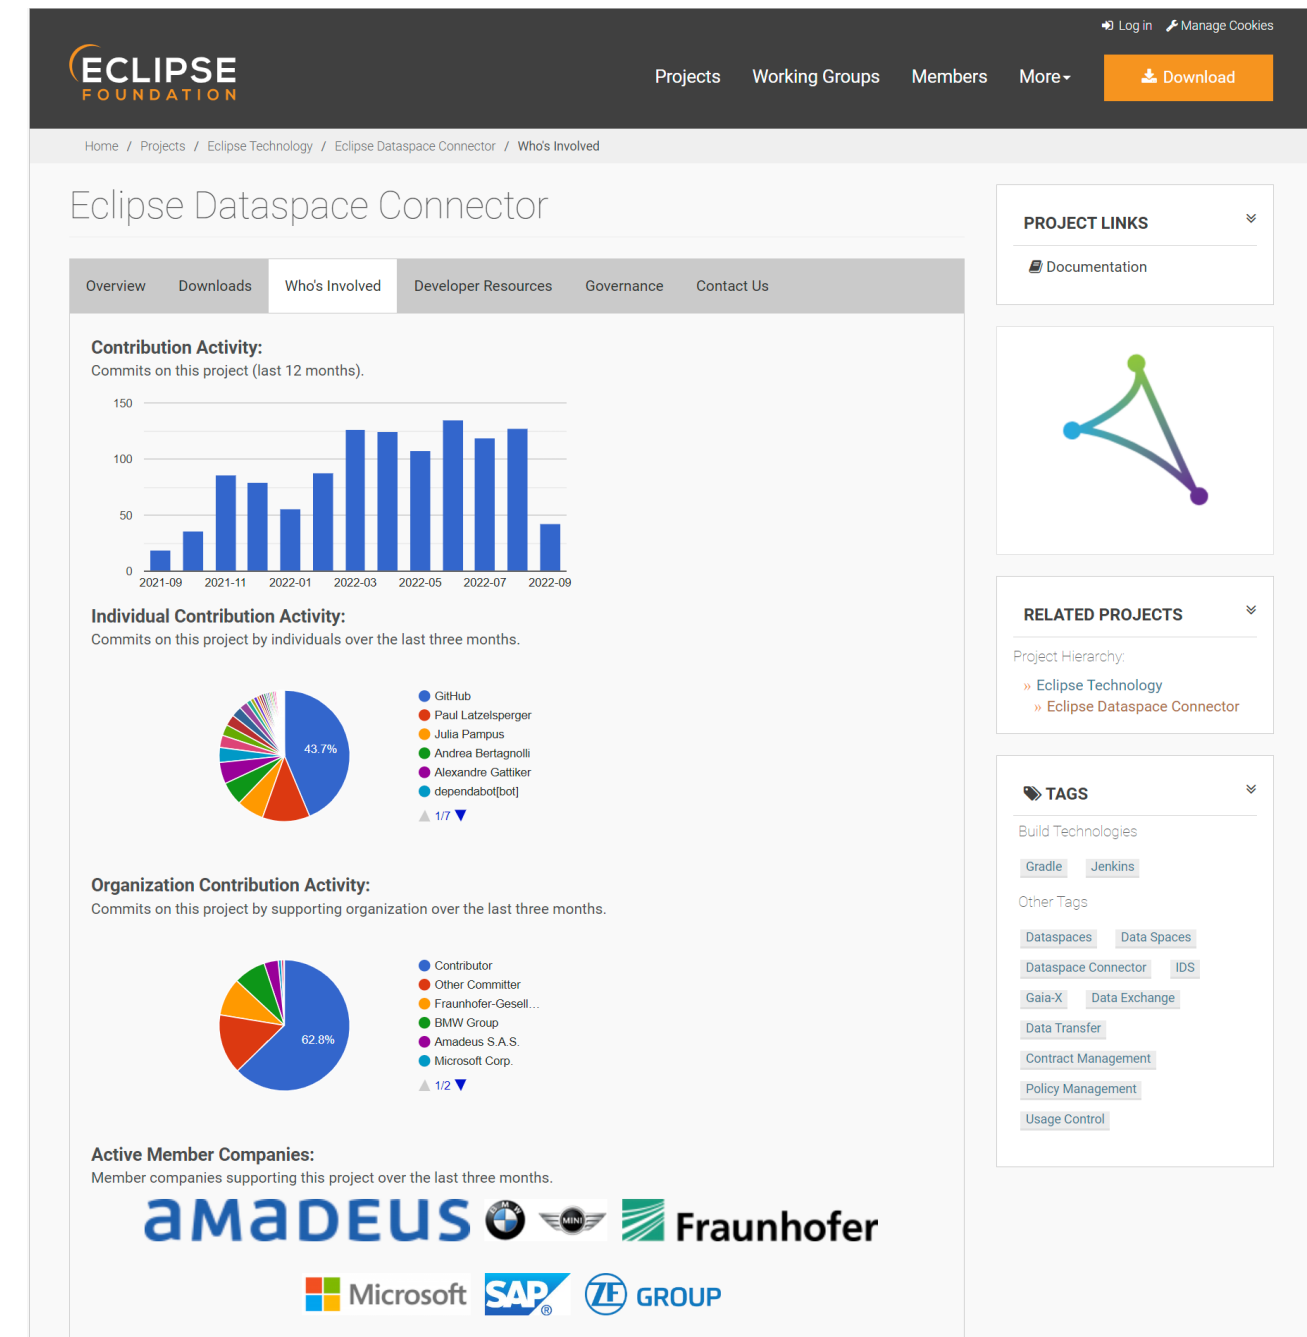 Log in Manage Cookies
ECLIPSE
FOUNDATION
Projects Working Groups Members More Download
Home / Projects / Eclipse Technology / Eclipse Dataspace Connector / Who's Involved
Eclipse Dataspace Connector
Overview Downloads Who's Involved Developer Resources Governance Contact Us
Contribution Activity:
Commits on this project (last 12 months).
150
100
50
0
2021-09 2021-11 2022-01 2022-03 2022-05 2022-07 2022-09
Individual Contribution Activity:
Commits on this project by individuals over the last three months.
43.7%
GitHub
Paul Latzelsperger
Julia Pampus
Andrea Bertagnolli
Alexandre Gattiker
dependabot[bot]
1/7
Organization Contribution Activity:
Commits on this project by supporting organization over the last three months.
62.8%
Contributor
Other Committer
Fraunhofer-Gesell...
BMW Group
Amadeus S.A.S.
Microsoft Corp.
1/2
Active Member Companies:
Member companies supporting this project over the last three months.
aMaDEUS BMW MINI Fraunhofer
Microsoft SAP ® ZF GROUP
PROJECT LINKS
Documentation
RELATED PROJECTS
Project Hierarchy:
» Eclipse Technology
» Eclipse Dataspace Connector
TAGS
Build Technologies
Gradle Jenkins
Other Tags
Dataspaces Data Spaces
Dataspace Connector IDS
Gaia-X Data Exchange
Data Transfer
Contract Management
Policy Management
Usage Control